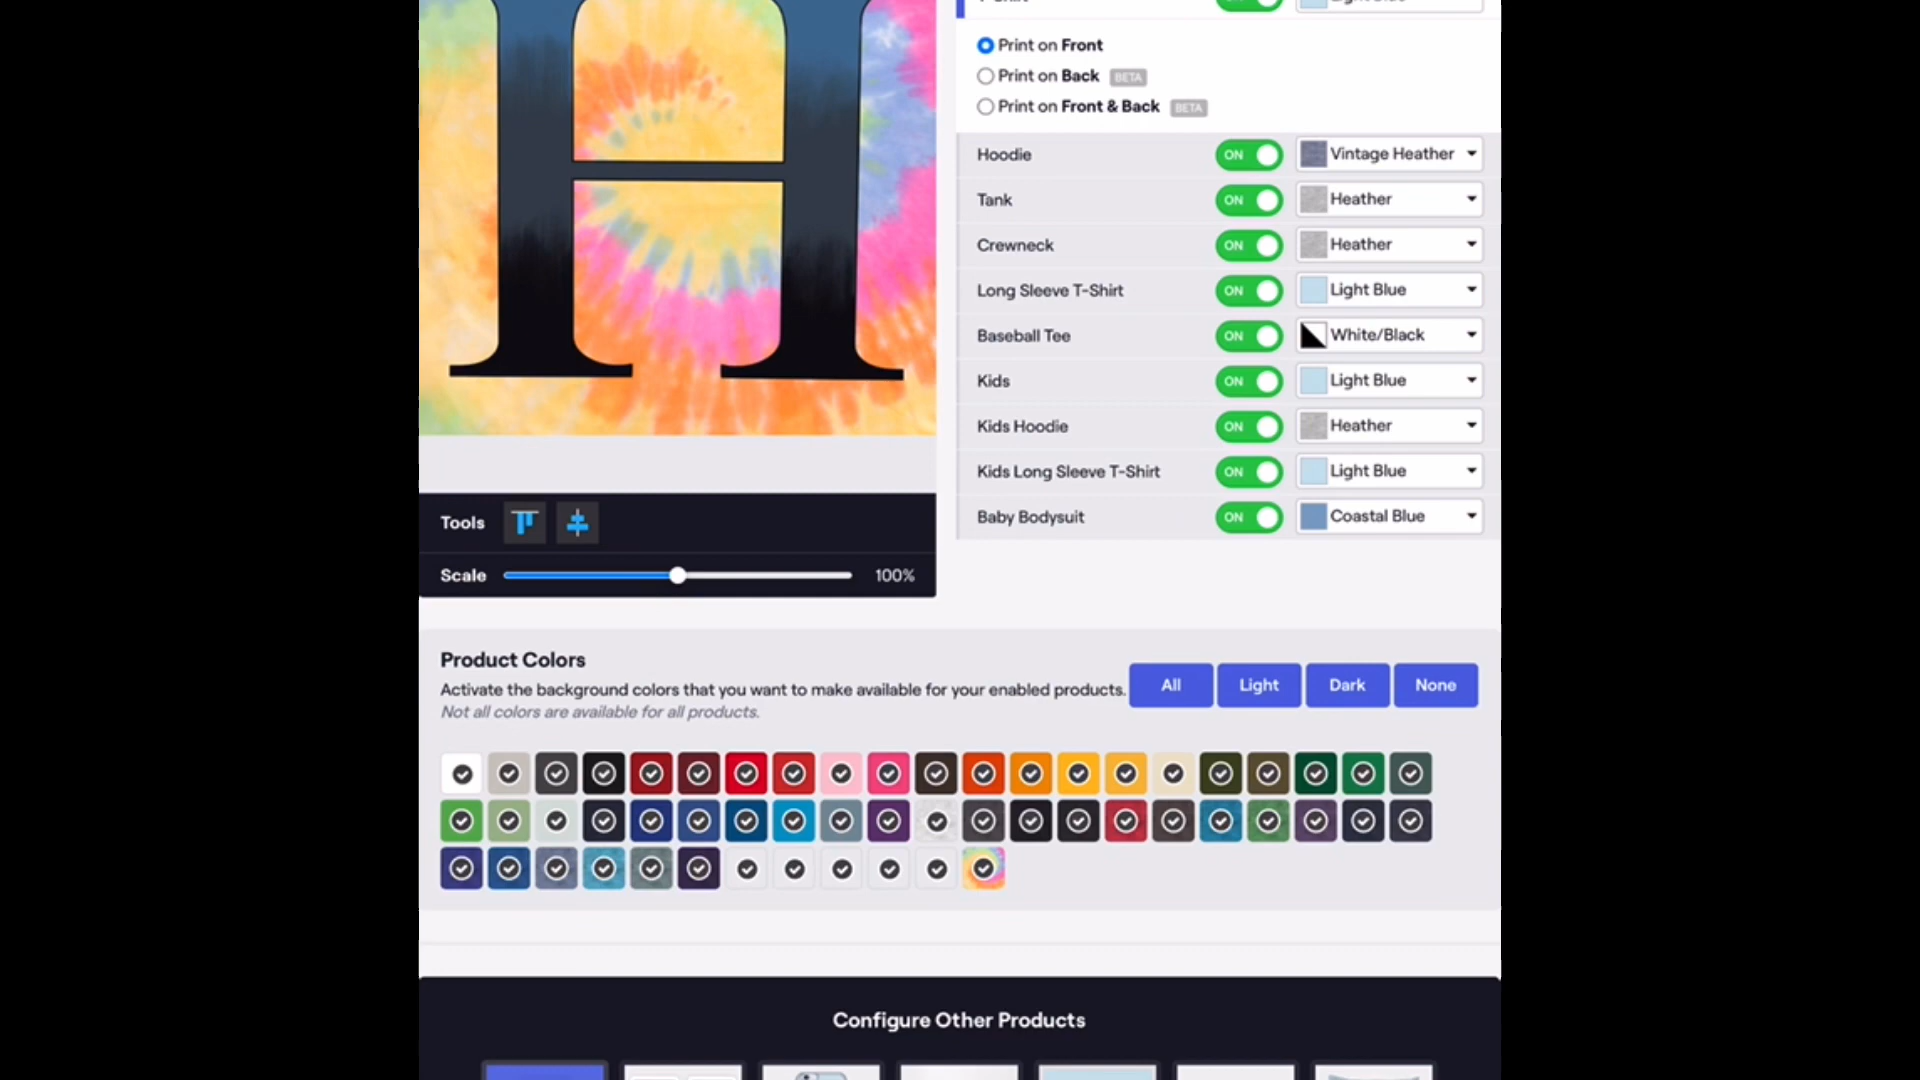 H
Print on Front
Print on Back BETA
Print on Front & Back BETA
Hoodie ON Vintage Heather
Tank ON Heather
Crewneck ON Heather
Long Sleeve T-Shirt ON Light Blue
Baseball Tee ON White/Black
Kids ON Light Blue
Kids Hoodie ON Heather
Kids Long Sleeve T-Shirt ON Light Blue
Baby Bodysuit ON Coastal Blue
Tools
Scale 100%
Product Colors
Activate the background colors that you want to make available for your enabled products.
Not all colors are available for all products.
All Light Dark None
Configure Other Products